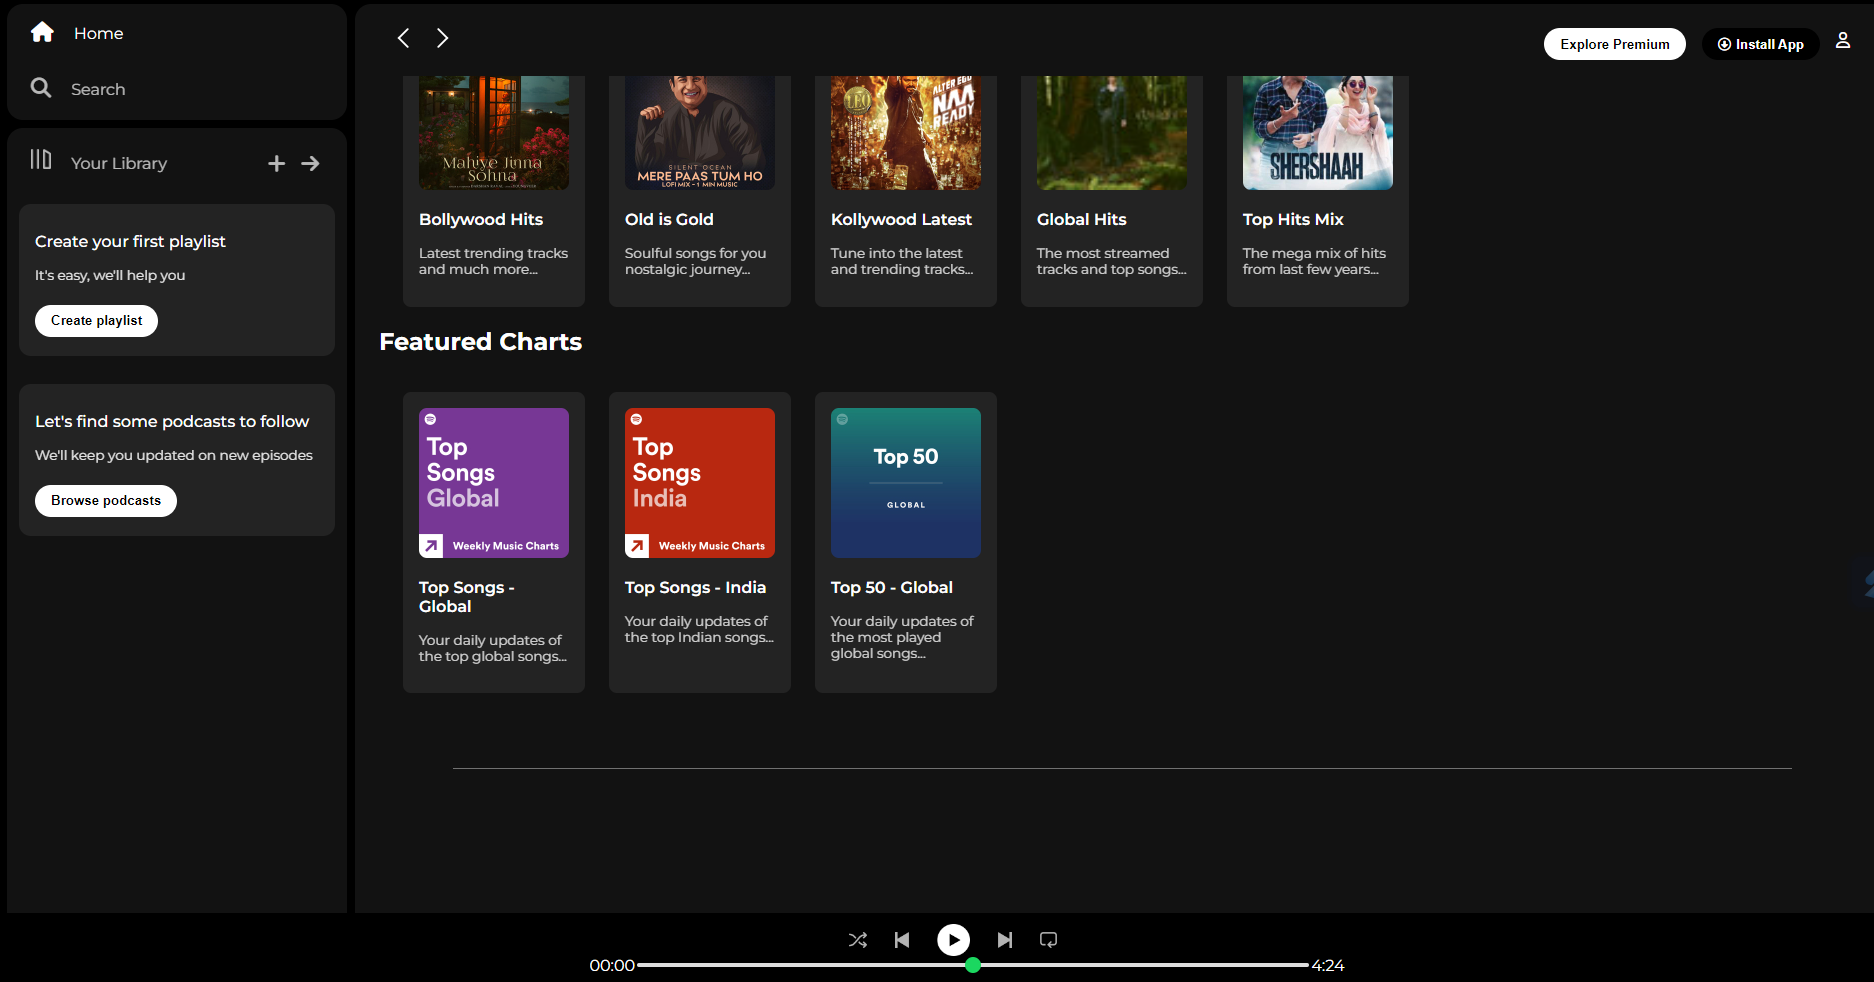 Home
Search
Your Library
Create your first playlist
It's easy, we'll help you
Create playlist
Let's find some podcasts to follow
We'll keep you updated on new episodes
Browse podcasts
Explore Premium
Install App
Mahiye Jinna
Sohna
SILENT OCEAN
MERE PAAS TUM HO
LOFI MIX - 1 MIN MUSIC
LEO
ALTER EGO
NAA
READY
SHERSHAAH
Bollywood Hits
Latest trending tracks
and much more...
Old is Gold
Soulful songs for you
nostalgic journey...
Kollywood Latest
Tune into the latest
and trending tracks...
Global Hits
The most streamed
tracks and top songs...
Top Hits Mix
The mega mix of hits
from last few years...
Featured Charts
Top
Songs
Global
Weekly Music Charts
Top Songs -
Global
Your daily updates of
the top global songs...
Top
Songs
India
Weekly Music Charts
Top Songs - India
Your daily updates of
the top Indian songs...
Top 50
GLOBAL
Top 50 - Global
Your daily updates of
the most played
global songs...
00:00
4:24